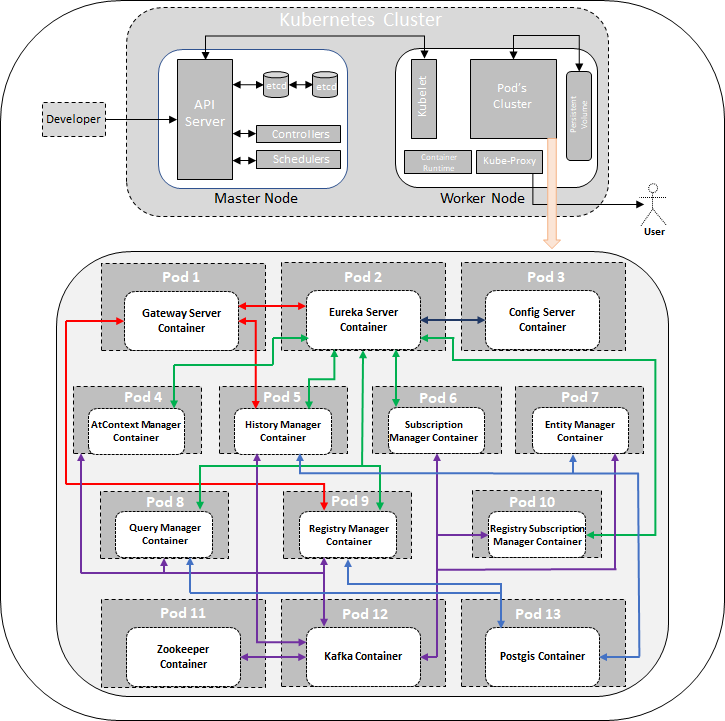 Kubernetes Cluster
API
Server
etcd
etcd
Controllers
Schedulers
Master Node
Developer
Kubelet
Pod's
Cluster
Persistent
Volume
Container
Runtime
Kube-Proxy
Worker Node
User
Pod 1
Gateway Server
Container
Pod 2
Eureka Server
Container
Pod 3
Config Server
Container
Pod 4
AtContext Manager
Container
Pod 5
History Manager
Container
Pod 6
Subscription
Manager Container
Pod 7
Entity Manager
Container
Pod 8
Query Manager
Container
Pod 9
Registry Manager
Container
Pod 10
Registry Subscription
Manager Container
Pod 11
Zookeeper
Container
Pod 12
Kafka Container
Pod 13
Postgis Container